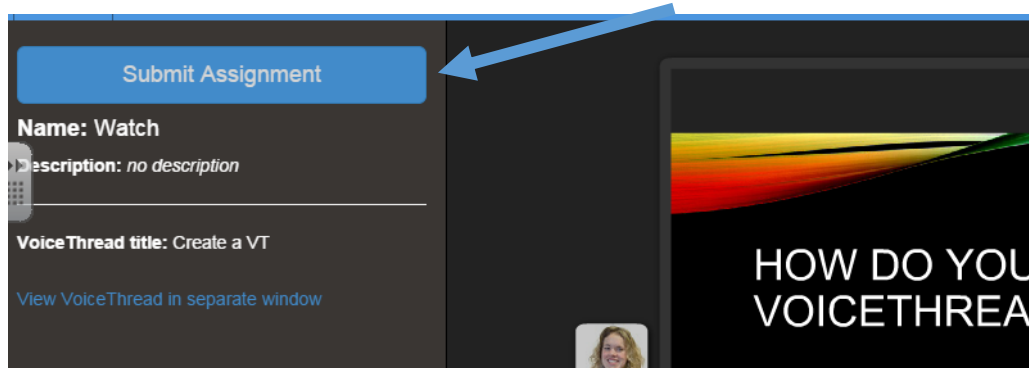 Submit Assignment
Name: Watch
Description: no description
VoiceThread title: Create a VT
View VoiceThread in separate window
HOW DO YOU
VOICETHREA